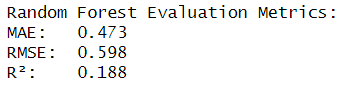 Random Forest Evaluation Metrics:
MAE:   0.473
RMSE:  0.598
R²:    0.188